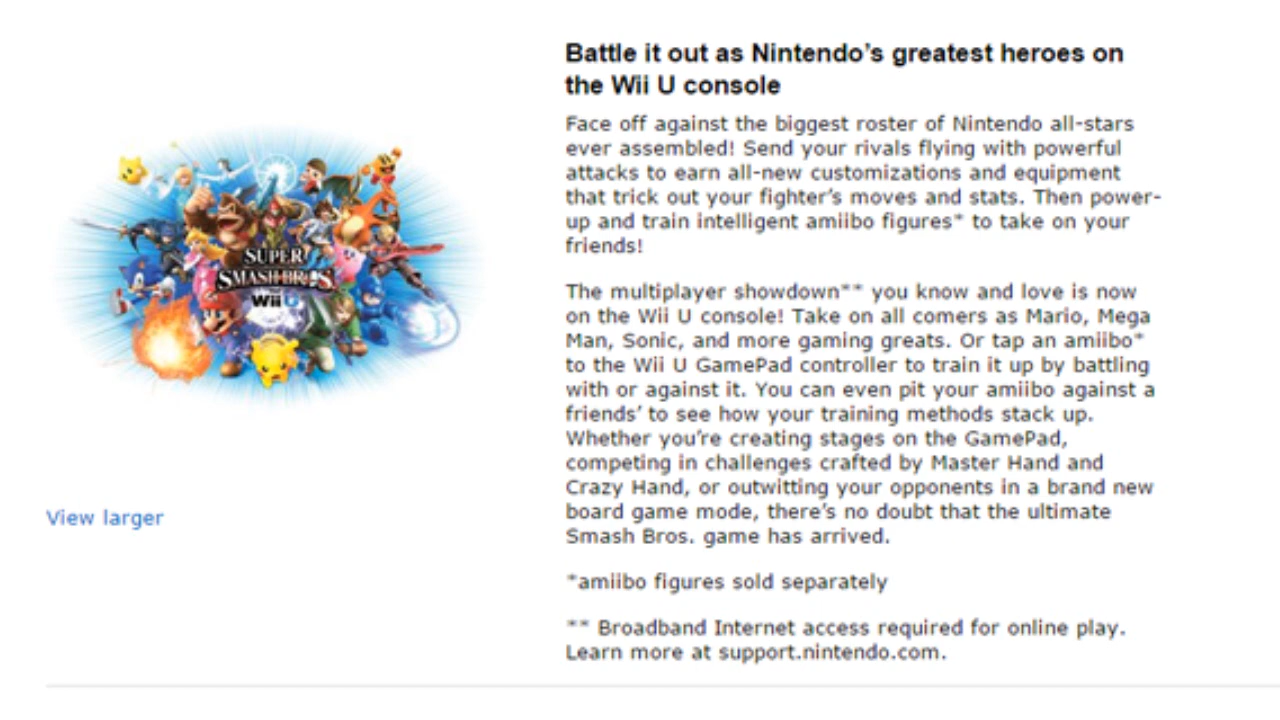 Battle it out as Nintendo’s greatest heroes on
the Wii U console
Face off against the biggest roster of Nintendo all-stars
ever assembled! Send your rivals flying with powerful
attacks to earn all-new customizations and equipment
that trick out your fighter’s moves and stats. Then power-
up and train intelligent amiibo figures* to take on your
friends!
The multiplayer showdown** you know and love is now
on the Wii U console! Take on all comers as Mario, Mega
Man, Sonic, and more gaming greats. Or tap an amiibo*
to the Wii U GamePad controller to train it up by battling
with or against it. You can even pit your amiibo against a
friends’ to see how your training methods stack up.
Whether you’re creating stages on the GamePad,
competing in challenges crafted by Master Hand and
Crazy Hand, or outwitting your opponents in a brand new
board game mode, there’s no doubt that the ultimate
Smash Bros. game has arrived.
*amiibo figures sold separately
** Broadband Internet access required for online play.
Learn more at support.nintendo.com.
SUPER
SMASH BROS.
Wii U
View larger